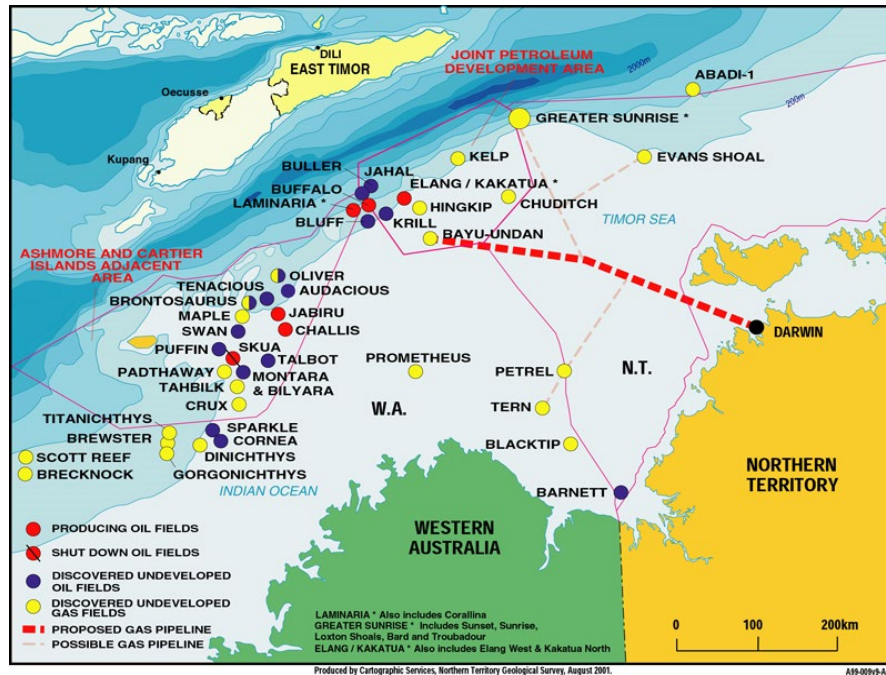 DILI
EAST TIMOR
Oecusse
Kupang
JOINT PETROLEUM
DEVELOPMENT AREA
2000m
200m
ABADI-1
GREATER SUNRISE *
KELP
EVANS SHOAL
BULLER
JAHAL
BUFFALO
ELANG / KAKATUA *
LAMINARIA *
HINGKIP
CHUDITCH
BLUFF
KRILL
BAYU-UNDAN
TIMOR SEA
ASHMORE AND CARTIER
ISLANDS ADJACENT
AREA
OLIVER
TENACIOUS
AUDACIOUS
BRONTOSAURUS
MAPLE
JABIRU
SWAN
CHALLIS
PUFFIN
SKUA
TALBOT
PADTHAWAY
MONTARA
& BILYARA
TAHBILK
CRUX
PROMETHEUS
PETREL
N.T.
DARWIN
W.A.
TERN
TITANICHTHYS
SPARKLE
BREWSTER
CORNEA
SCOTT REEF
DINICHTHYS
BRECKNOCK
GORGONICHTHYS
BLACKTIP
INDIAN OCEAN
BARNETT
NORTHERN
TERRITORY
WESTERN
AUSTRALIA
PRODUCING OIL FIELDS
SHUT DOWN OIL FIELDS
DISCOVERED UNDEVELOPED
OIL FIELDS
DISCOVERED UNDEVELOPED
GAS FIELDS
PROPOSED GAS PIPELINE
POSSIBLE GAS PIPELINE
LAMINARIA * Also includes Corallina
GREATER SUNRISE * Includes Sunset, Sunrise,
Loxton Shoals, Bard and Troubadour
ELANG / KAKATUA * Also includes Elang West & Kakatua North
0 100 200km
Produced by Cartographic Services, Northern Territory Geological Survey, August 2001.
A99-009v9-A